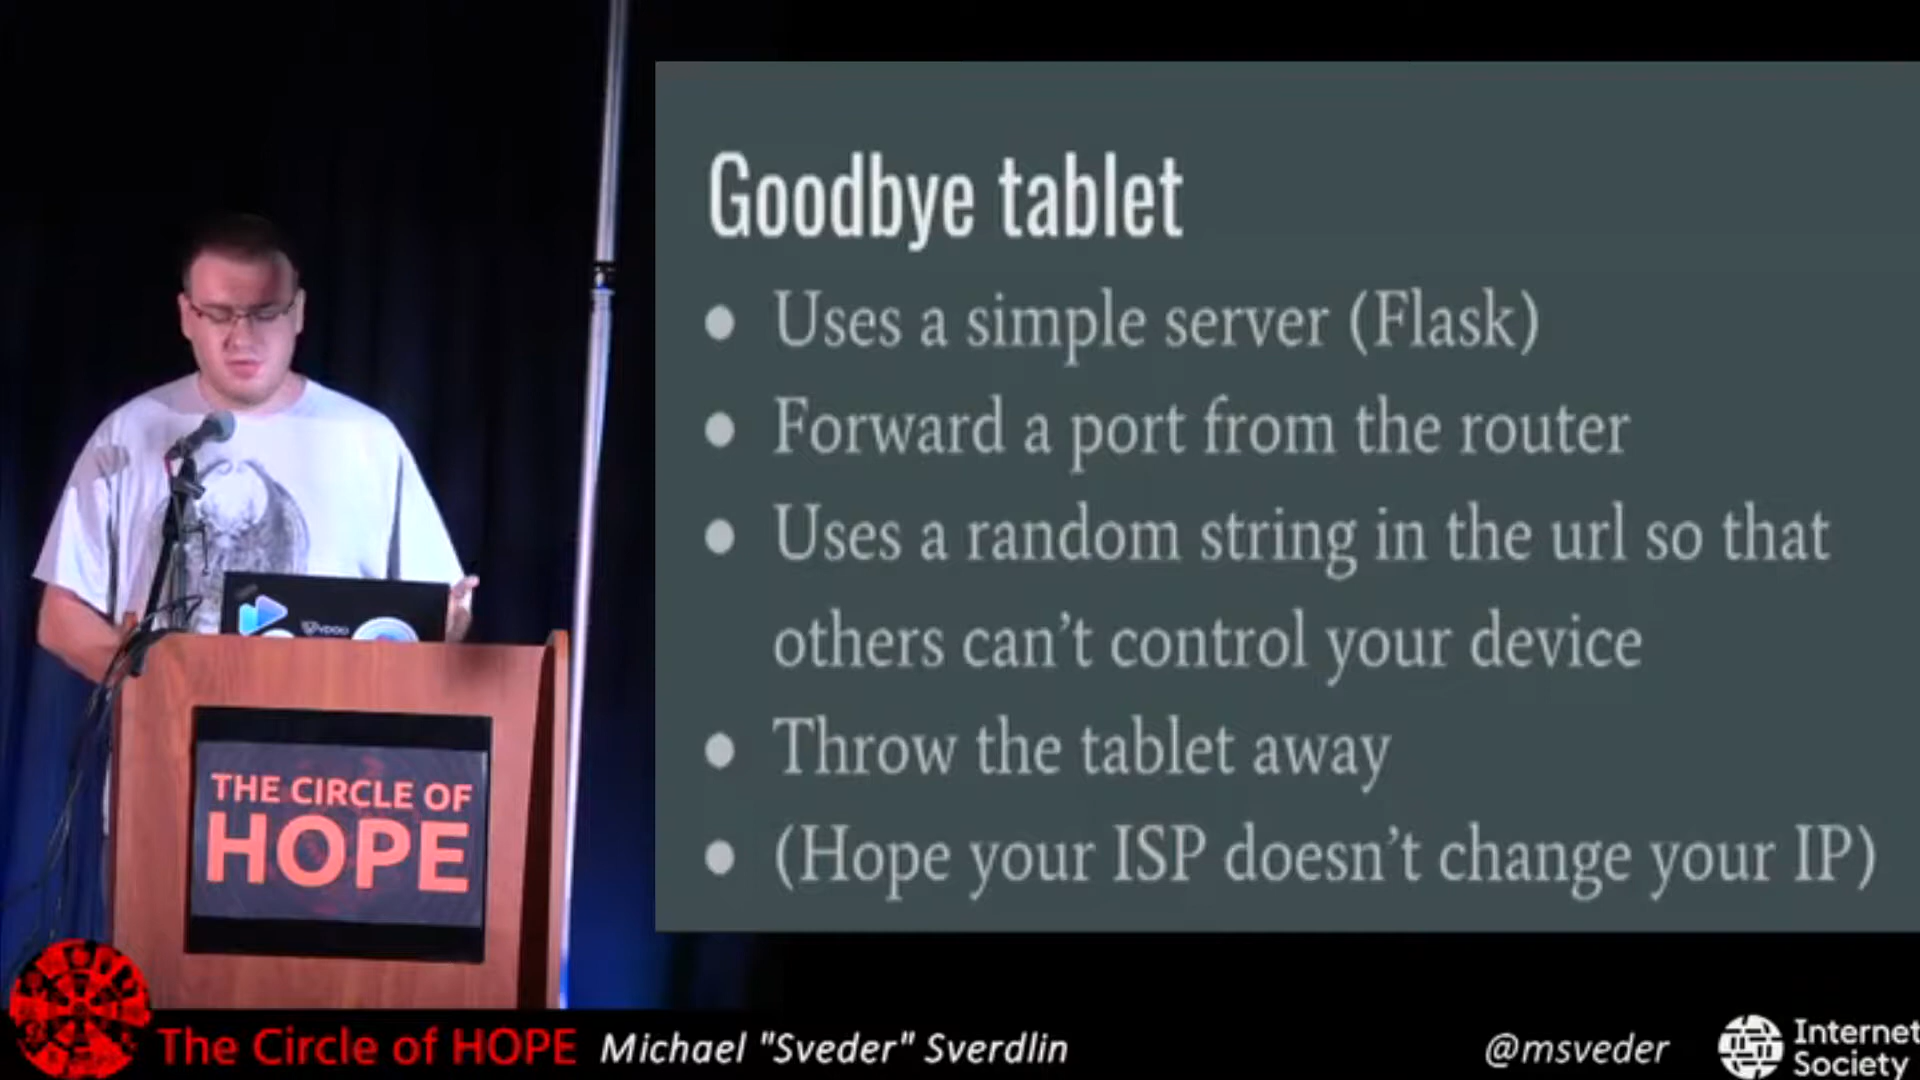 Goodbye tablet
● Uses a simple server (Flask)
● Forward a port from the router
● Uses a random string in the url so that
others can't control your device
● Throw the tablet away
● (Hope your ISP doesn't change your IP)
THE CIRCLE OF
HOPE
The Circle of HOPE Michael "Sveder" Sverdlin @msveder
Internet
Society